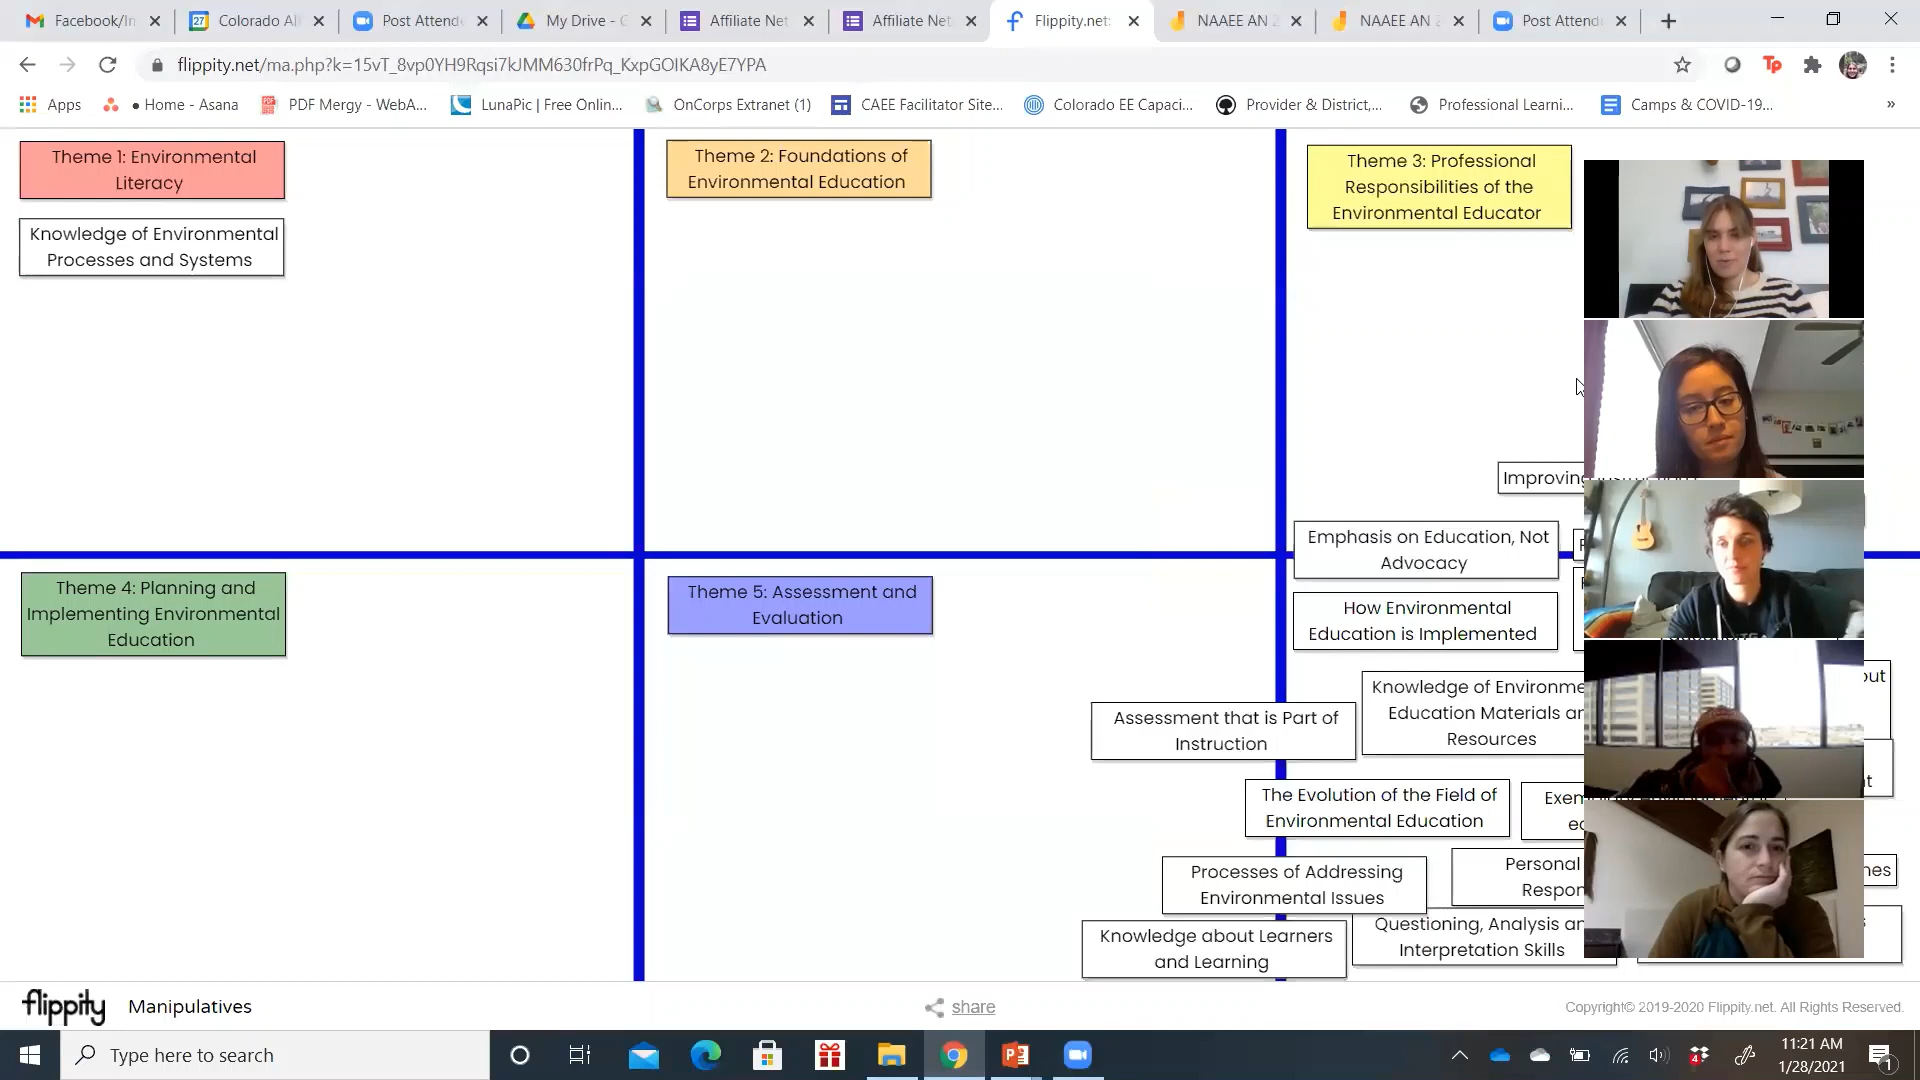 Facebook/In
Colorado Al
Post Attend
My Drive - G
Affiliate Net
Affiliate Net
Flippity.net:
NAAEE AN 2
NAAEE AN 2
Post Attend
flippity.net/ma.php?k=15vT_8vp0YH9Rqsi7kJMM630frPq_KxpGOIKA8yE7YPA
Apps
• Home - Asana
PDF Mergy - WebA...
LunaPic | Free Onlin...
OnCorps Extranet (1)
CAEE Facilitator Site...
Colorado EE Capaci...
Provider & District,...
Professional Learni...
Camps & COVID-19...
»
Theme 1: Environmental
Literacy
Knowledge of Environmental
Processes and Systems
Theme 2: Foundations of
Environmental Education
Theme 3: Professional
Responsibilities of the
Environmental Educator
Improving
Emphasis on Education, Not
Advocacy
How Environmental
Education is Implemented
Theme 4: Planning and
Implementing Environmental
Education
Theme 5: Assessment and
Evaluation
Knowledge of Environme
Education Materials an
Resources
Assessment that is Part of
Instruction
The Evolution of the Field of
Environmental Education
Processes of Addressing
Environmental Issues
Personal
Respon
Questioning, Analysis an
Interpretation Skills
Knowledge about Learners
and Learning
flippity Manipulatives
share
Copyright© 2019-2020 Flippity.net. All Rights Reserved.
Type here to search
11:21 AM
1/28/2021